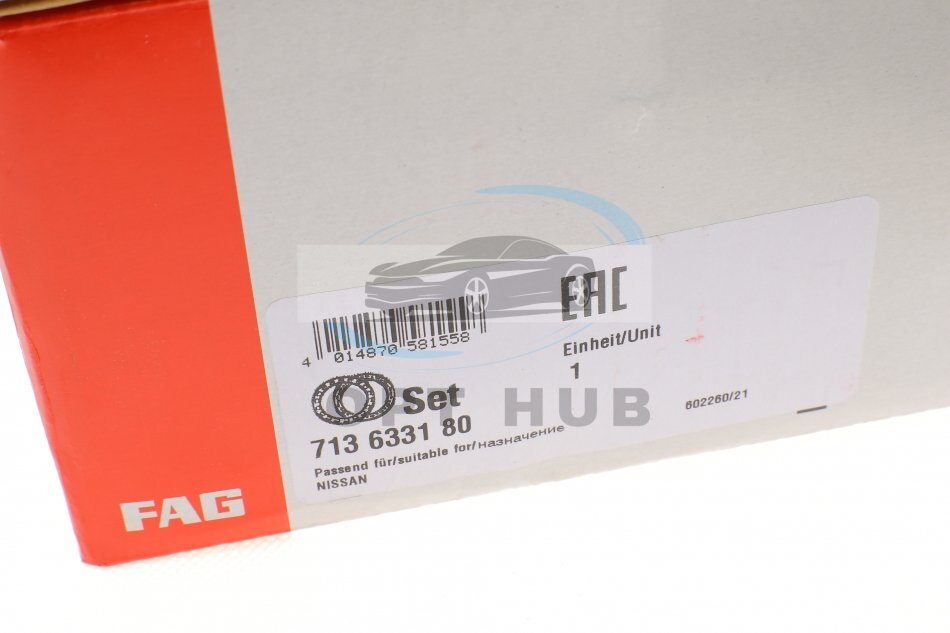 EAC
4 014870 581558
Einheit/Unit
1
Set
713 6331 80
602260/21
Passend für/suitable for/назначение
NISSAN
FAG
OPT HUB